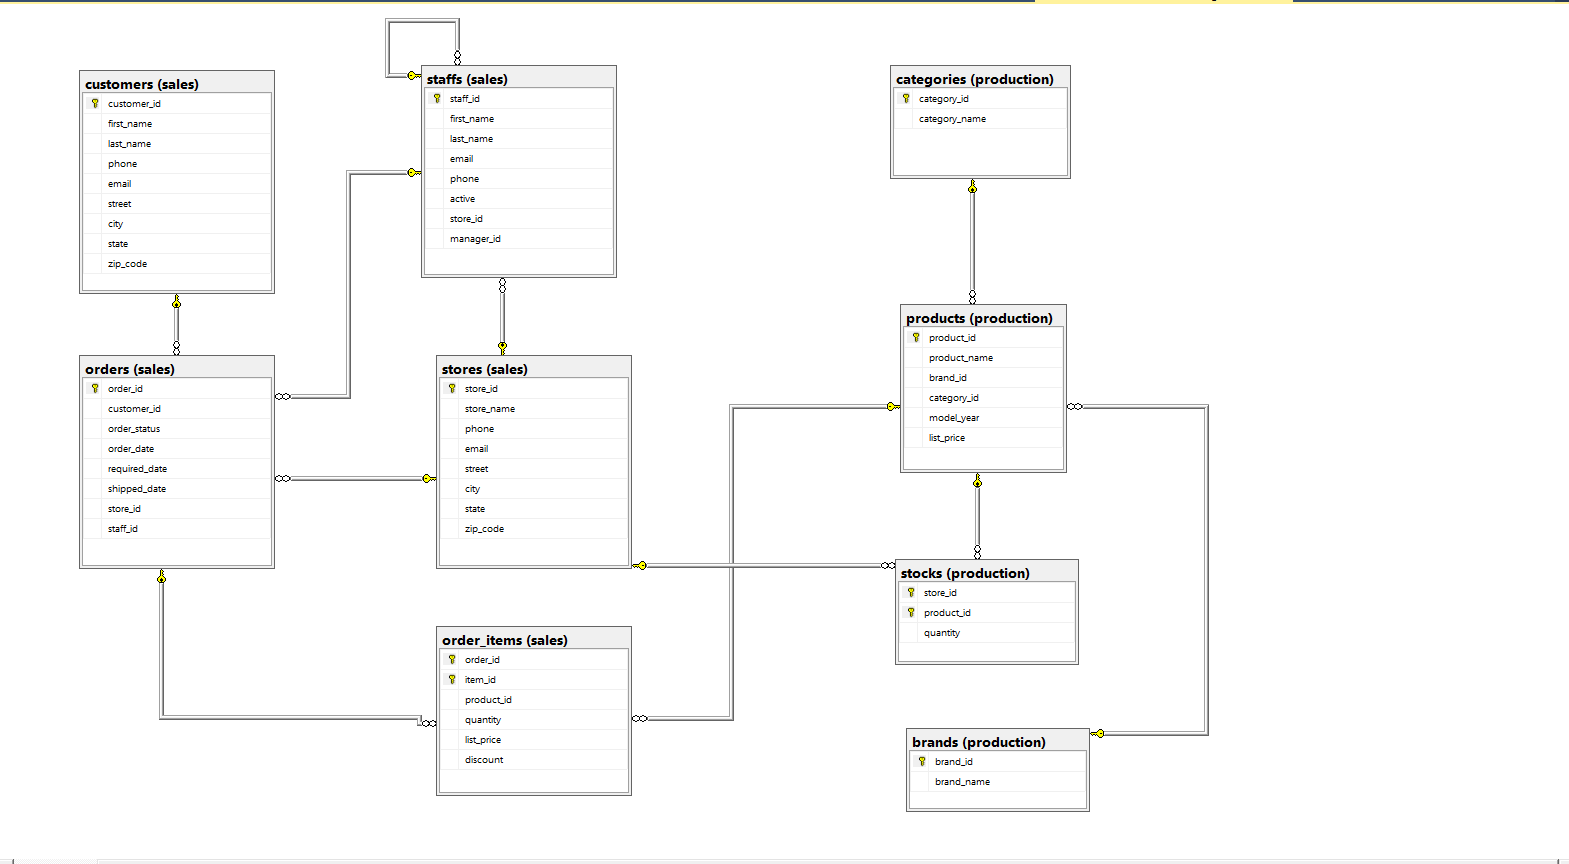 customers (sales)
customer_id
first_name
last_name
phone
email
street
city
state
zip_code
staffs (sales)
staff_id
first_name
last_name
email
phone
active
store_id
manager_id
categories (production)
category_id
category_name
orders (sales)
order_id
customer_id
order_status
order_date
required_date
shipped_date
store_id
staff_id
stores (sales)
store_id
store_name
phone
email
street
city
state
zip_code
products (production)
product_id
product_name
brand_id
category_id
model_year
list_price
stocks (production)
store_id
product_id
quantity
order_items (sales)
order_id
item_id
product_id
quantity
list_price
discount
brands (production)
brand_id
brand_name